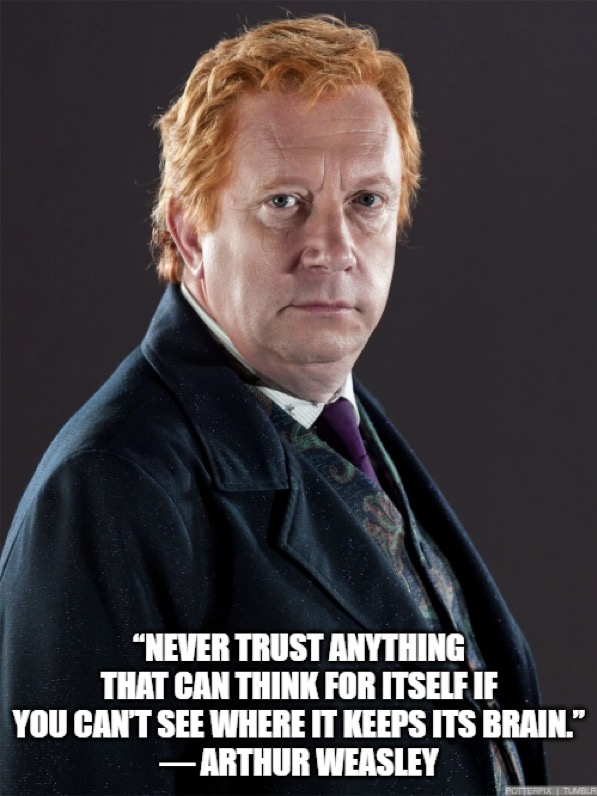 “NEVER TRUST ANYTHING
THAT CAN THINK FOR ITSELF IF
YOU CAN’T SEE WHERE IT KEEPS ITS BRAIN.”
— ARTHUR WEASLEY
POTTERPIX | TUMBLR